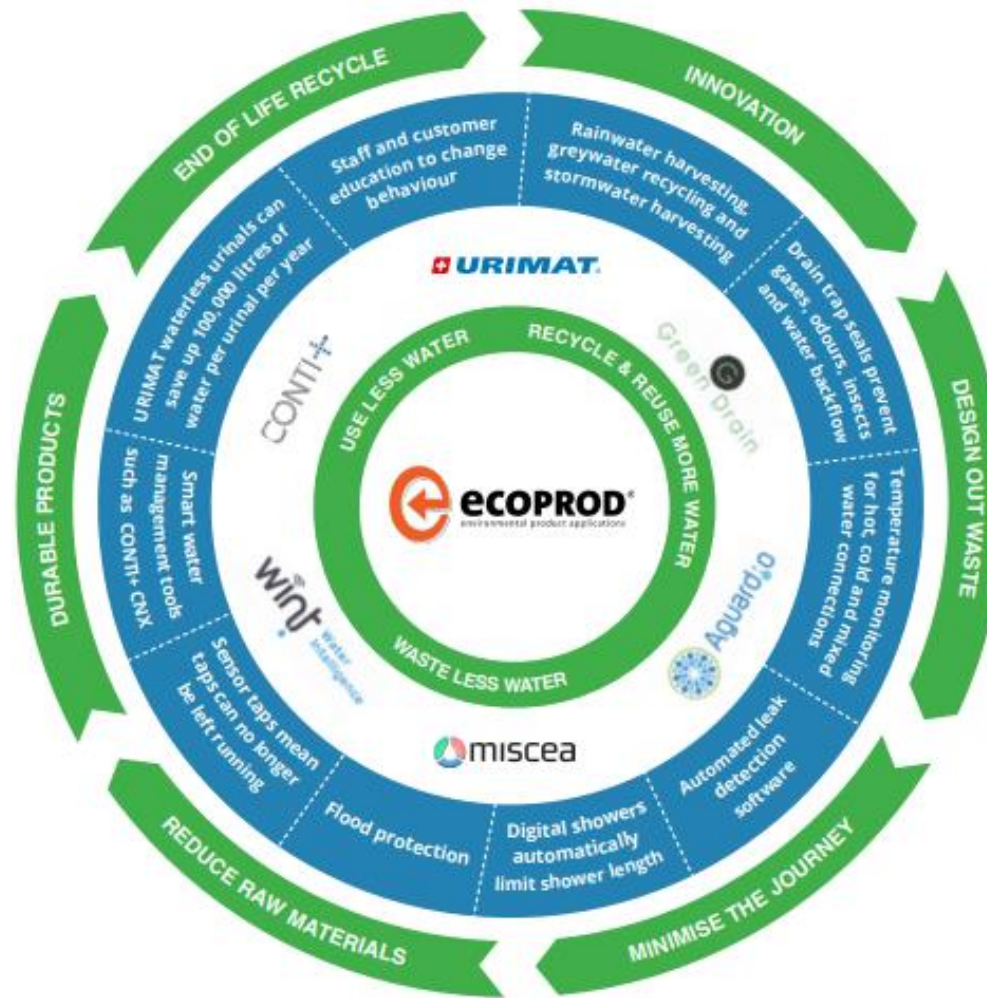 INNOVATION
DESIGN OUT WASTE
MINIMISE THE JOURNEY
REDUCE RAW MATERIALS
DURABLE PRODUCTS
END OF LIFE RECYCLE
Rainwater harvesting,
greywater recycling and
stormwater harvesting
Drain trap seals prevent
gases, odours, insects
and water backflow
Temperature monitoring
for hot, cold and mixed
water connections
Automated leak
detection
software
Digital showers
automatically
limit shower length
Flood protection
Sensor taps mean
taps can no longer
be left running
Smart water
management tools
such as CONTI+ CNX
URIMAT waterless urinals can
save up 100,000 litres of
water per urinal per year
Staff and customer
education to change
behaviour
URIMAT®
Green Drain
G
Aguardio
miscea
wint
Water
Intelligence
CONTI+
USE LESS WATER
RECYCLE & REUSE MORE WATER
WASTE LESS WATER
ecoprod®
environmental product applications